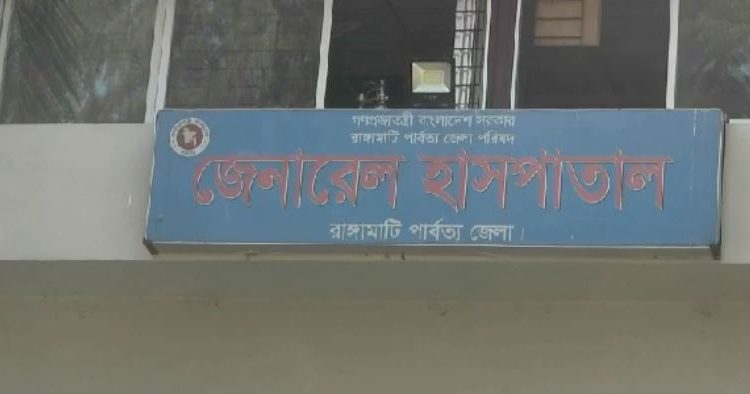 গণপ্রজাতন্ত্রী বাংলাদেশ সরকার
রাঙ্গামাটি পার্বত্য জেলা পরিষদ
জেনারেল হাসপাতাল
রাঙ্গামাটি পার্বত্য জেলা।